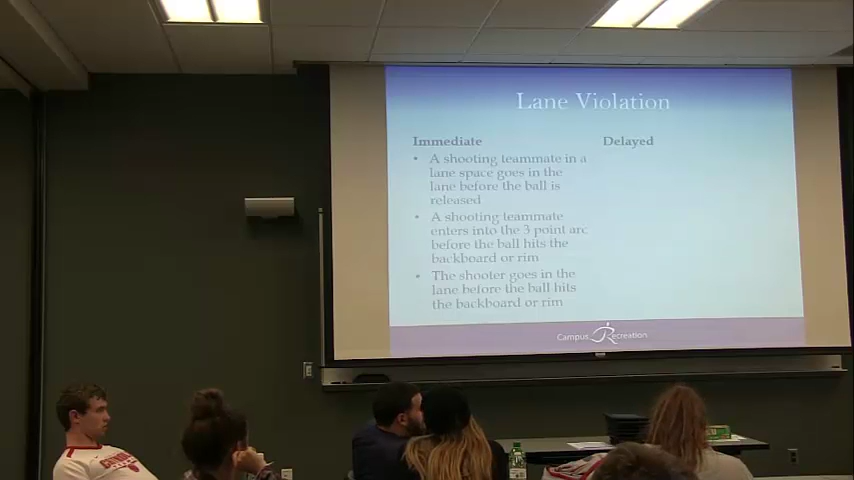 Lane Violation
Immediate
Delayed
• A shooting teammate in a
lane space goes in the
lane before the ball is
released
• A shooting teammate
enters into the 3 point arc
before the ball hits the
backboard or rim
• The shooter goes in the
lane before the ball hits
the backboard or rim
Campus Recreation